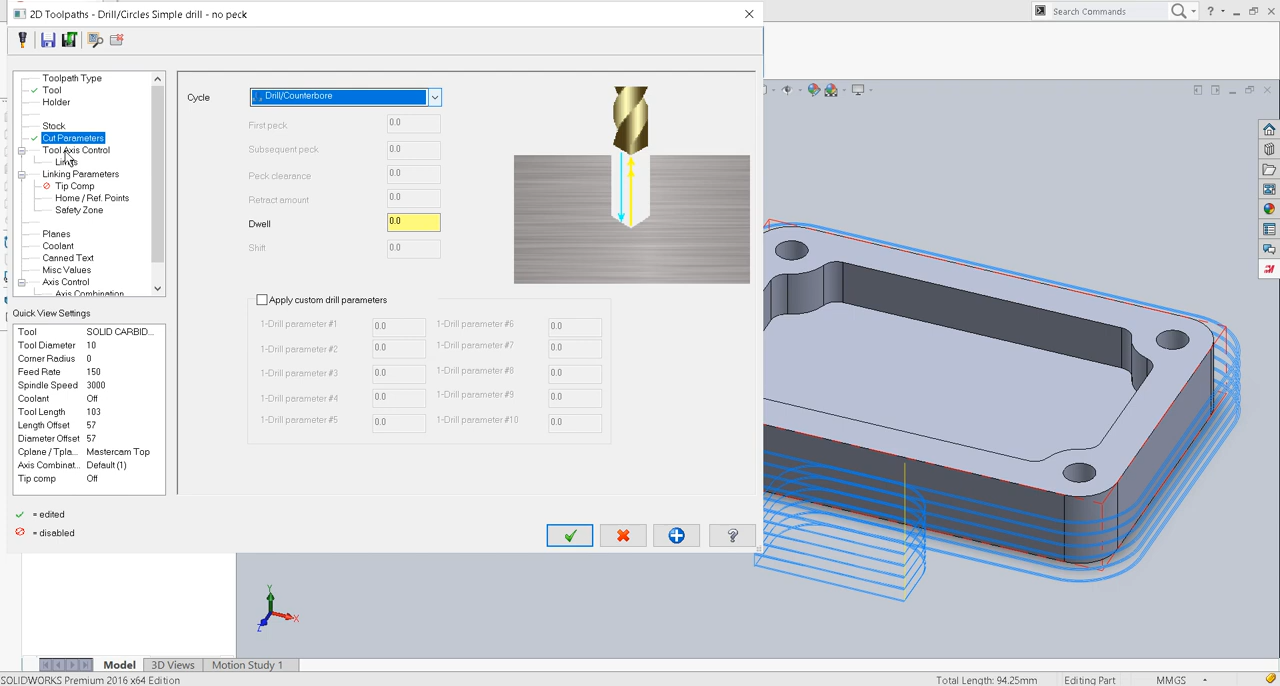 2D Toolpaths - Drill/Circles Simple drill - no peck
Search Commands
?
Toolpath Type
Tool
Holder
Stock
Cut Parameters
Tool Axis Control
Limits
Linking Parameters
Tip Comp
Home / Ref. Points
Safety Zone
Planes
Coolant
Canned Text
Misc Values
Axis Control
Axis Combination
Quick View Settings
Tool SOLID CARBID...
Tool Diameter 10
Corner Radius 0
Feed Rate 150
Spindle Speed 3000
Coolant Off
Tool Length 103
Length Offset 57
Diameter Offset 57
Cplane / Tpla... Mastercam Top
Axis Combinat... Default (1)
Tip comp Off
= edited
= disabled
Cycle Drill/Counterbore
First peck 0.0
Subsequent peck 0.0
Peck clearance 0.0
Retract amount 0.0
Dwell 0.0
Shift 0.0
Apply custom drill parameters
1-Drill parameter #1 0.0 1-Drill parameter #6 0.0
1-Drill parameter #2 0.0 1-Drill parameter #7 0.0
1-Drill parameter #3 0.0 1-Drill parameter #8 0.0
1-Drill parameter #4 0.0 1-Drill parameter #9 0.0
1-Drill parameter #5 0.0 1-Drill parameter #10 0.0
?
Y
X
Z
Model 3D Views Motion Study 1
SOLIDWORKS Premium 2016 x64 Edition Total Length: 94.25mm Editing Part MMGS